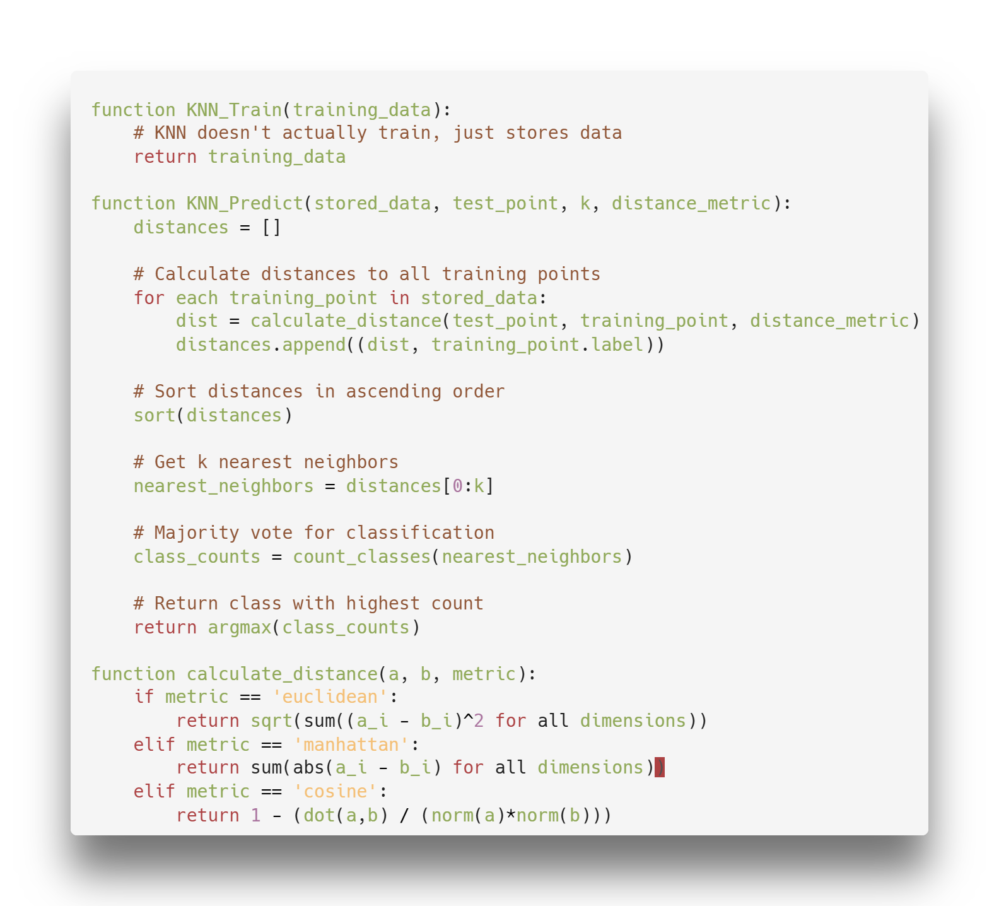 function KNN_Train(training_data):
    # KNN doesn't actually train, just stores data
    return training_data

function KNN_Predict(stored_data, test_point, k, distance_metric):
    distances = []

    # Calculate distances to all training points
    for each training_point in stored_data:
        dist = calculate_distance(test_point, training_point, distance_metric)
        distances.append((dist, training_point.label))

    # Sort distances in ascending order
    sort(distances)

    # Get k nearest neighbors
    nearest_neighbors = distances[0:k]

    # Majority vote for classification
    class_counts = count_classes(nearest_neighbors)

    # Return class with highest count
    return argmax(class_counts)

function calculate_distance(a, b, metric):
    if metric == 'euclidean':
        return sqrt(sum((a_i - b_i)^2 for all dimensions))
    elif metric == 'manhattan':
        return sum(abs(a_i - b_i) for all dimensions))
    elif metric == 'cosine':
        return 1 - (dot(a,b) / (norm(a)*norm(b)))